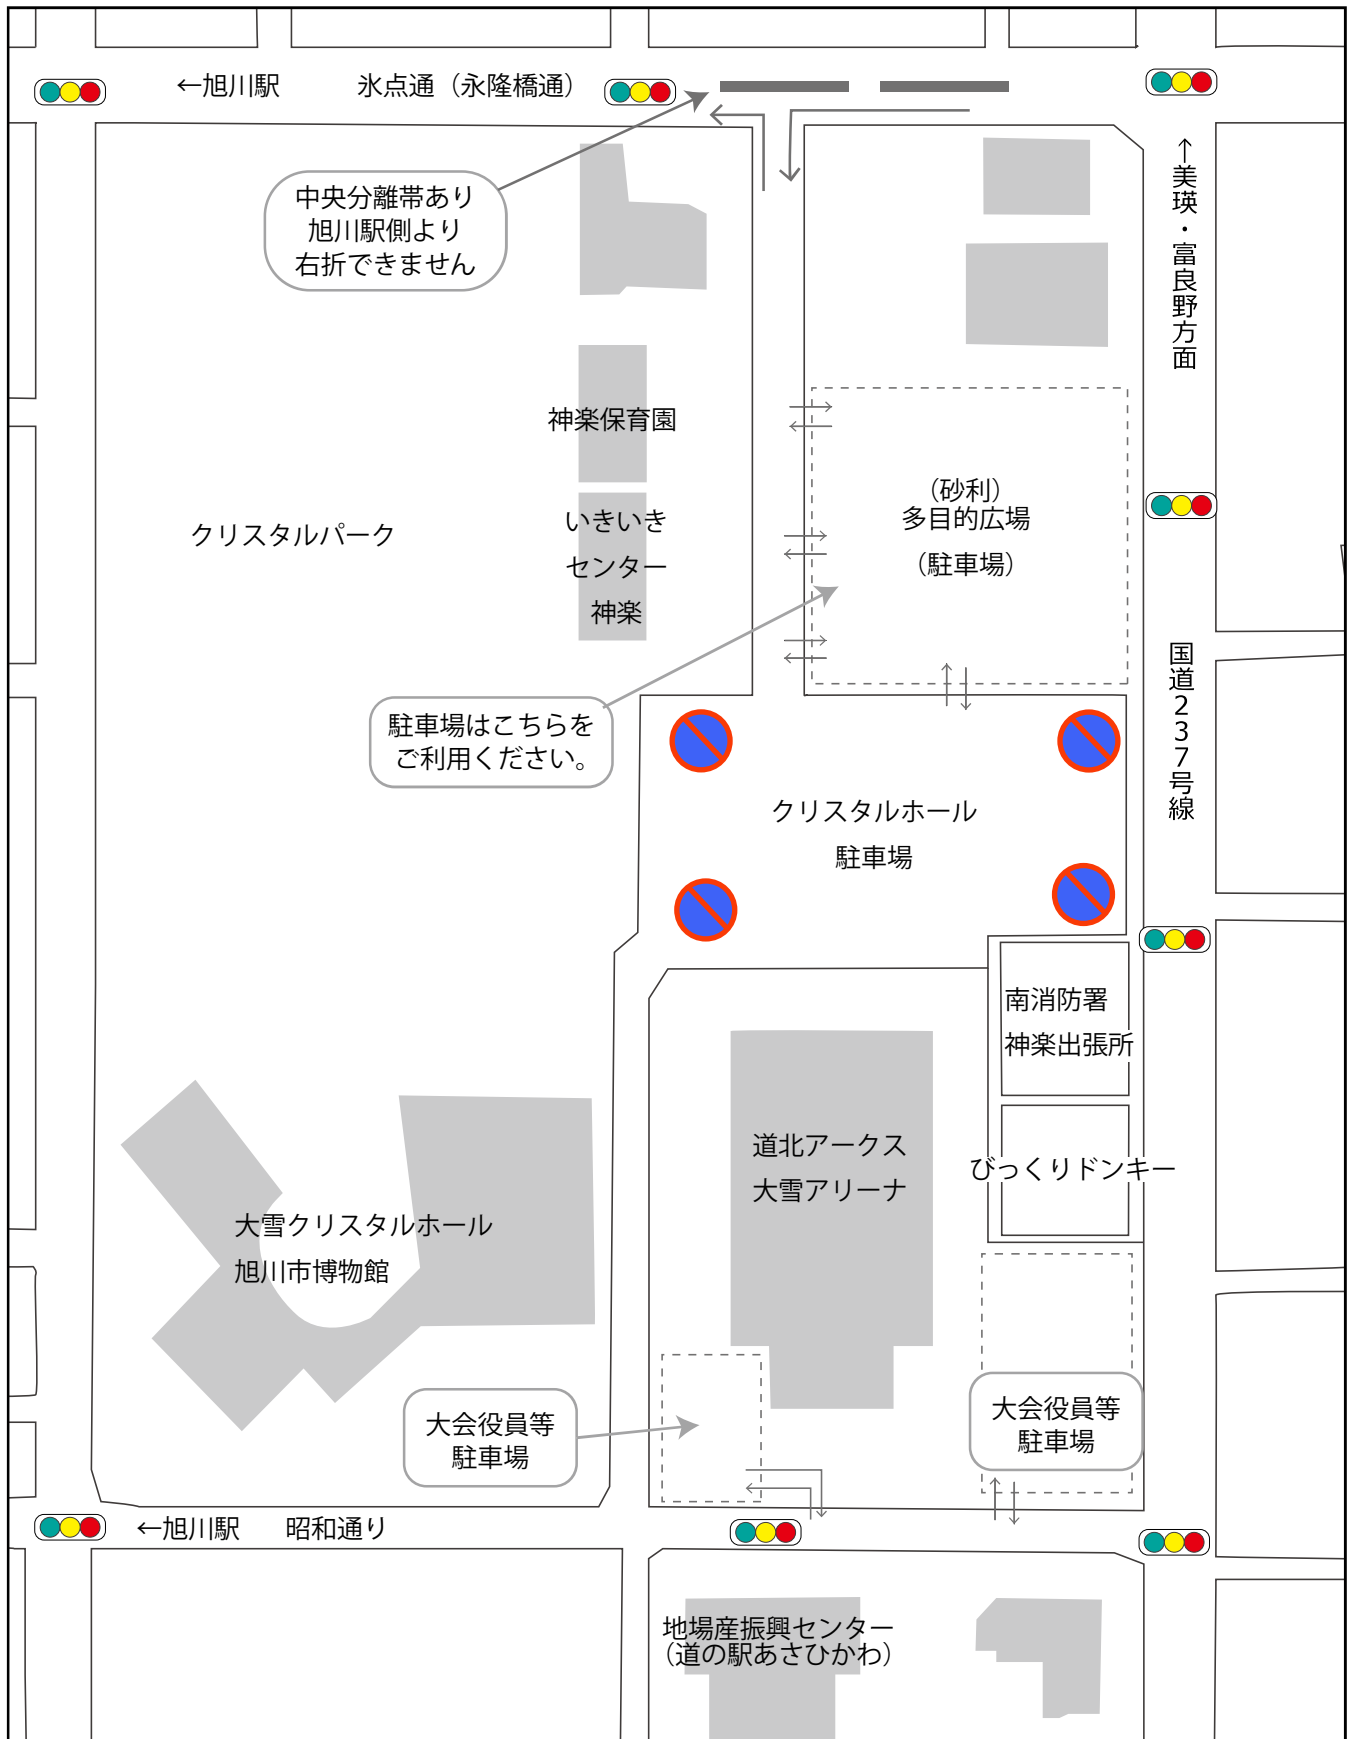 ←旭川駅　氷点通（永隆橋通）
中央分離帯あり
旭川駅側より
右折できません
↑美瑛・富良野方面
神楽保育園
（砂利）
多目的広場
（駐車場）
クリスタルパーク
いきいき
センター
神楽
国道237号線
駐車場はこちらを
ご利用ください。
クリスタルホール
駐車場
南消防署
神楽出張所
道北アークス
大雪アリーナ
びっくりドンキー
大雪クリスタルホール
旭川市博物館
大会役員等
駐車場
大会役員等
駐車場
←旭川駅　昭和通り
地場産振興センター
（道の駅あさひかわ）